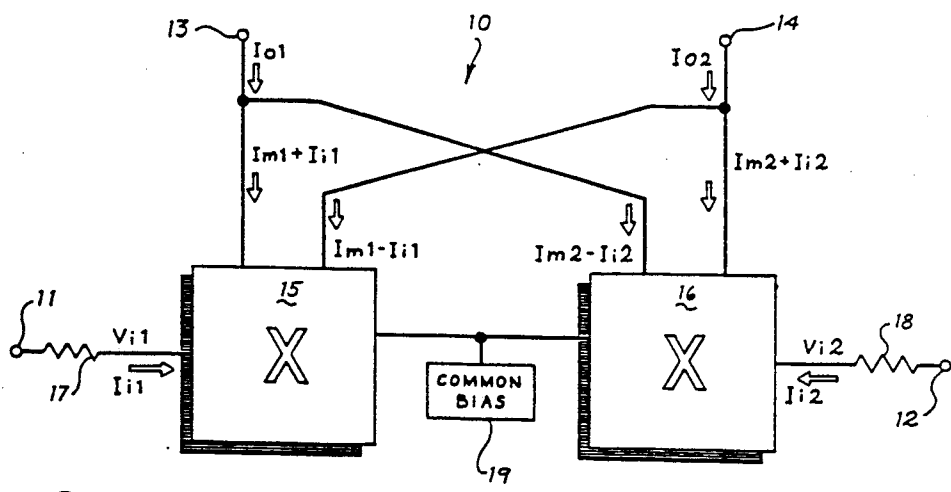 13
10
14
Io1
Io2
Im1+Ii1
Im2+Ii2
Im1-Ii1
Im2-Ii2
15
16
11
X
X
18
Vi1
Vi2
17
Ii1
COMMON
BIAS
Ii2
12
19